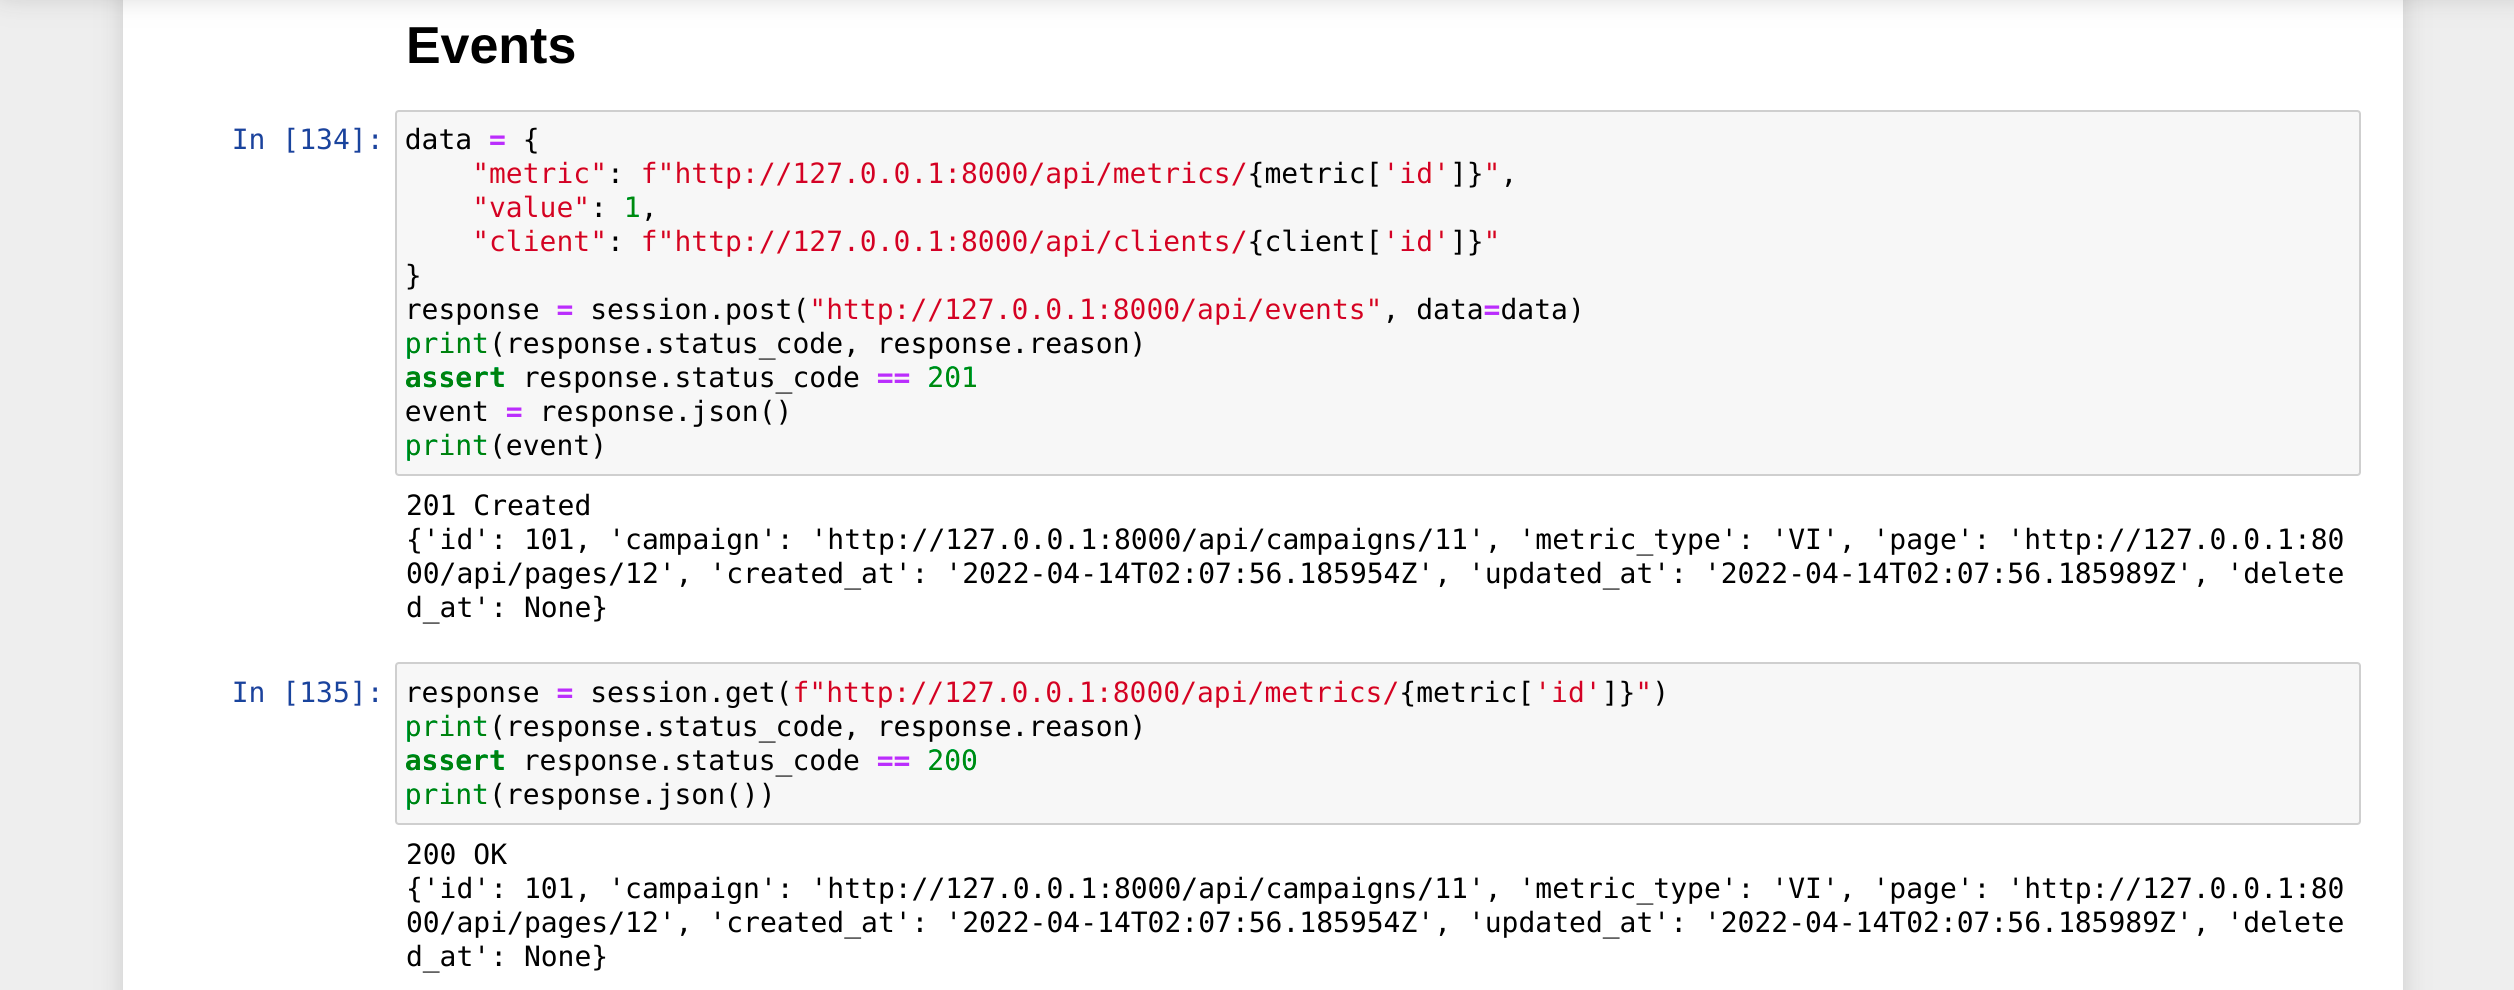 Events
In [134]: data = {
    "metric": f"http://127.0.0.1:8000/api/metrics/{metric['id']}",
    "value": 1,
    "client": f"http://127.0.0.1:8000/api/clients/{client['id']}"
}
response = session.post("http://127.0.0.1:8000/api/events", data=data)
print(response.status_code, response.reason)
assert response.status_code == 201
event = response.json()
print(event)
201 Created
{'id': 101, 'campaign': 'http://127.0.0.1:8000/api/campaigns/11', 'metric_type': 'VI', 'page': 'http://127.0.0.1:80
00/api/pages/12', 'created_at': '2022-04-14T02:07:56.185954Z', 'updated_at': '2022-04-14T02:07:56.185989Z', 'delete
d_at': None}
In [135]: response = session.get(f"http://127.0.0.1:8000/api/metrics/{metric['id']}")
print(response.status_code, response.reason)
assert response.status_code == 200
print(response.json())
200 OK
{'id': 101, 'campaign': 'http://127.0.0.1:8000/api/campaigns/11', 'metric_type': 'VI', 'page': 'http://127.0.0.1:80
00/api/pages/12', 'created_at': '2022-04-14T02:07:56.185954Z', 'updated_at': '2022-04-14T02:07:56.185989Z', 'delete
d_at': None}